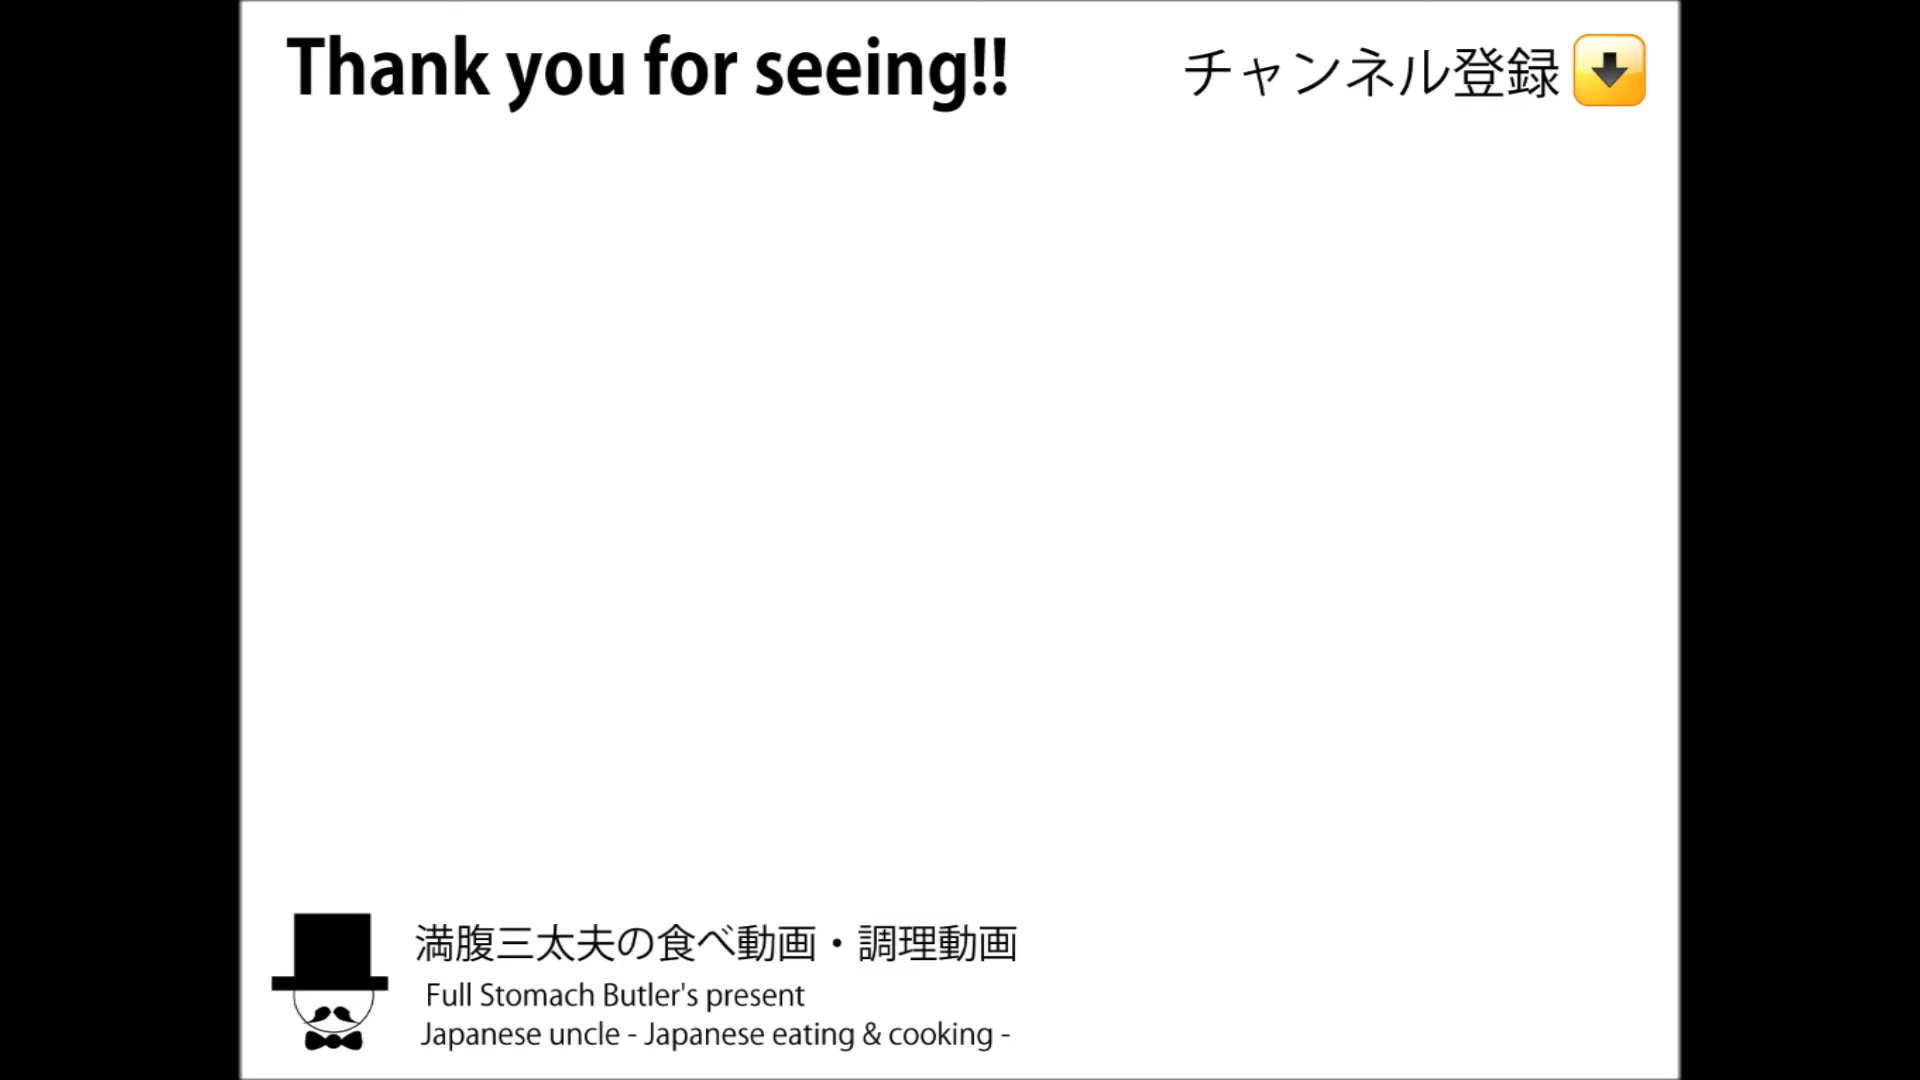 Thank you for seeing!!
チャンネル登録
満腹三太夫の食べ動画・調理動画
Full Stomach Butler's present
Japanese uncle - Japanese eating & cooking -